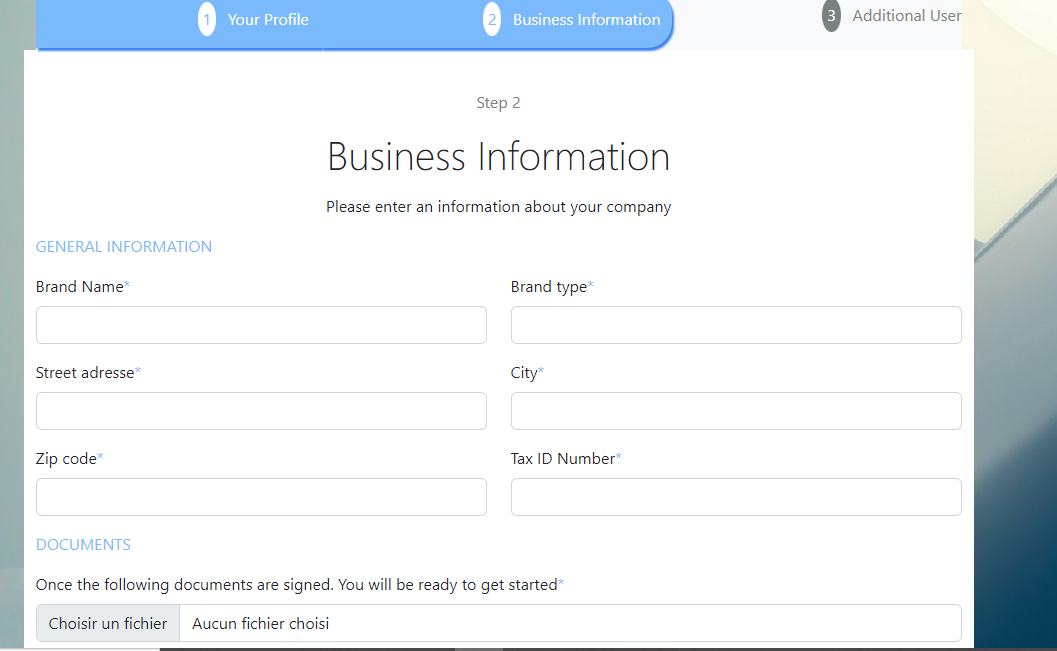 1 Your Profile 2 Business Information 3 Additional User
Step 2
Business Information
Please enter an information about your company
GENERAL INFORMATION
Brand Name* Brand type*
Street adresse* City*
Zip code* Tax ID Number*
DOCUMENTS
Once the following documents are signed. You will be ready to get started*
Choisir un fichier Aucun fichier choisi